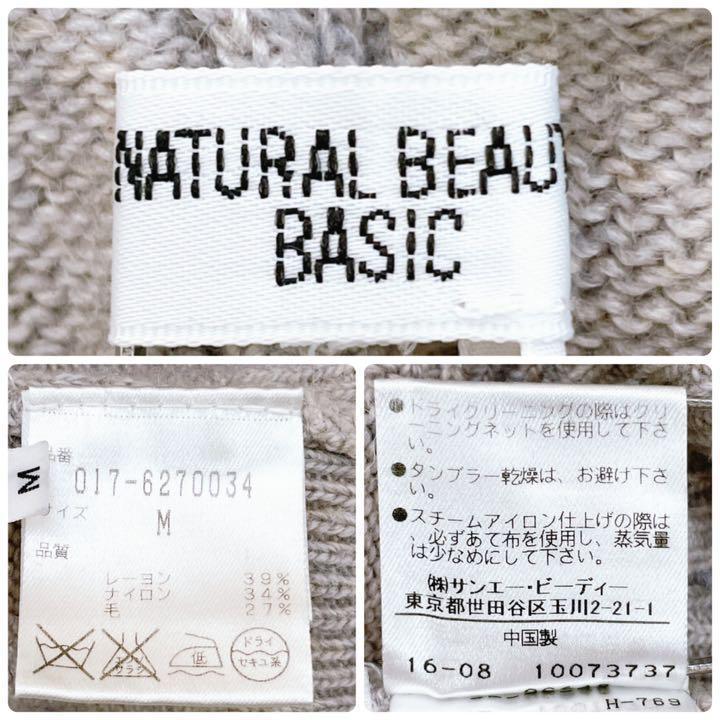 NATURAL BEAU
BASIC
M
品番
017-6270034
サイズ
M
品質
レーヨン 39%
ナイロン 34%
毛 27%
エンソ
サラシ
低
ドライ
セキユ系
●ドライクリーニングの際はクリ
ーニングネットを使用して下さ
い。
●タンブラー乾燥は、お避け下さ
い。
●スチームアイロン仕上げの際は
、必ずあて布を使用し、蒸気量
は少なめにして下さい。
㈱サンエー・ビーディー
東京都世田谷区玉川2-21-1
中国製
16-08 10073737
H-769